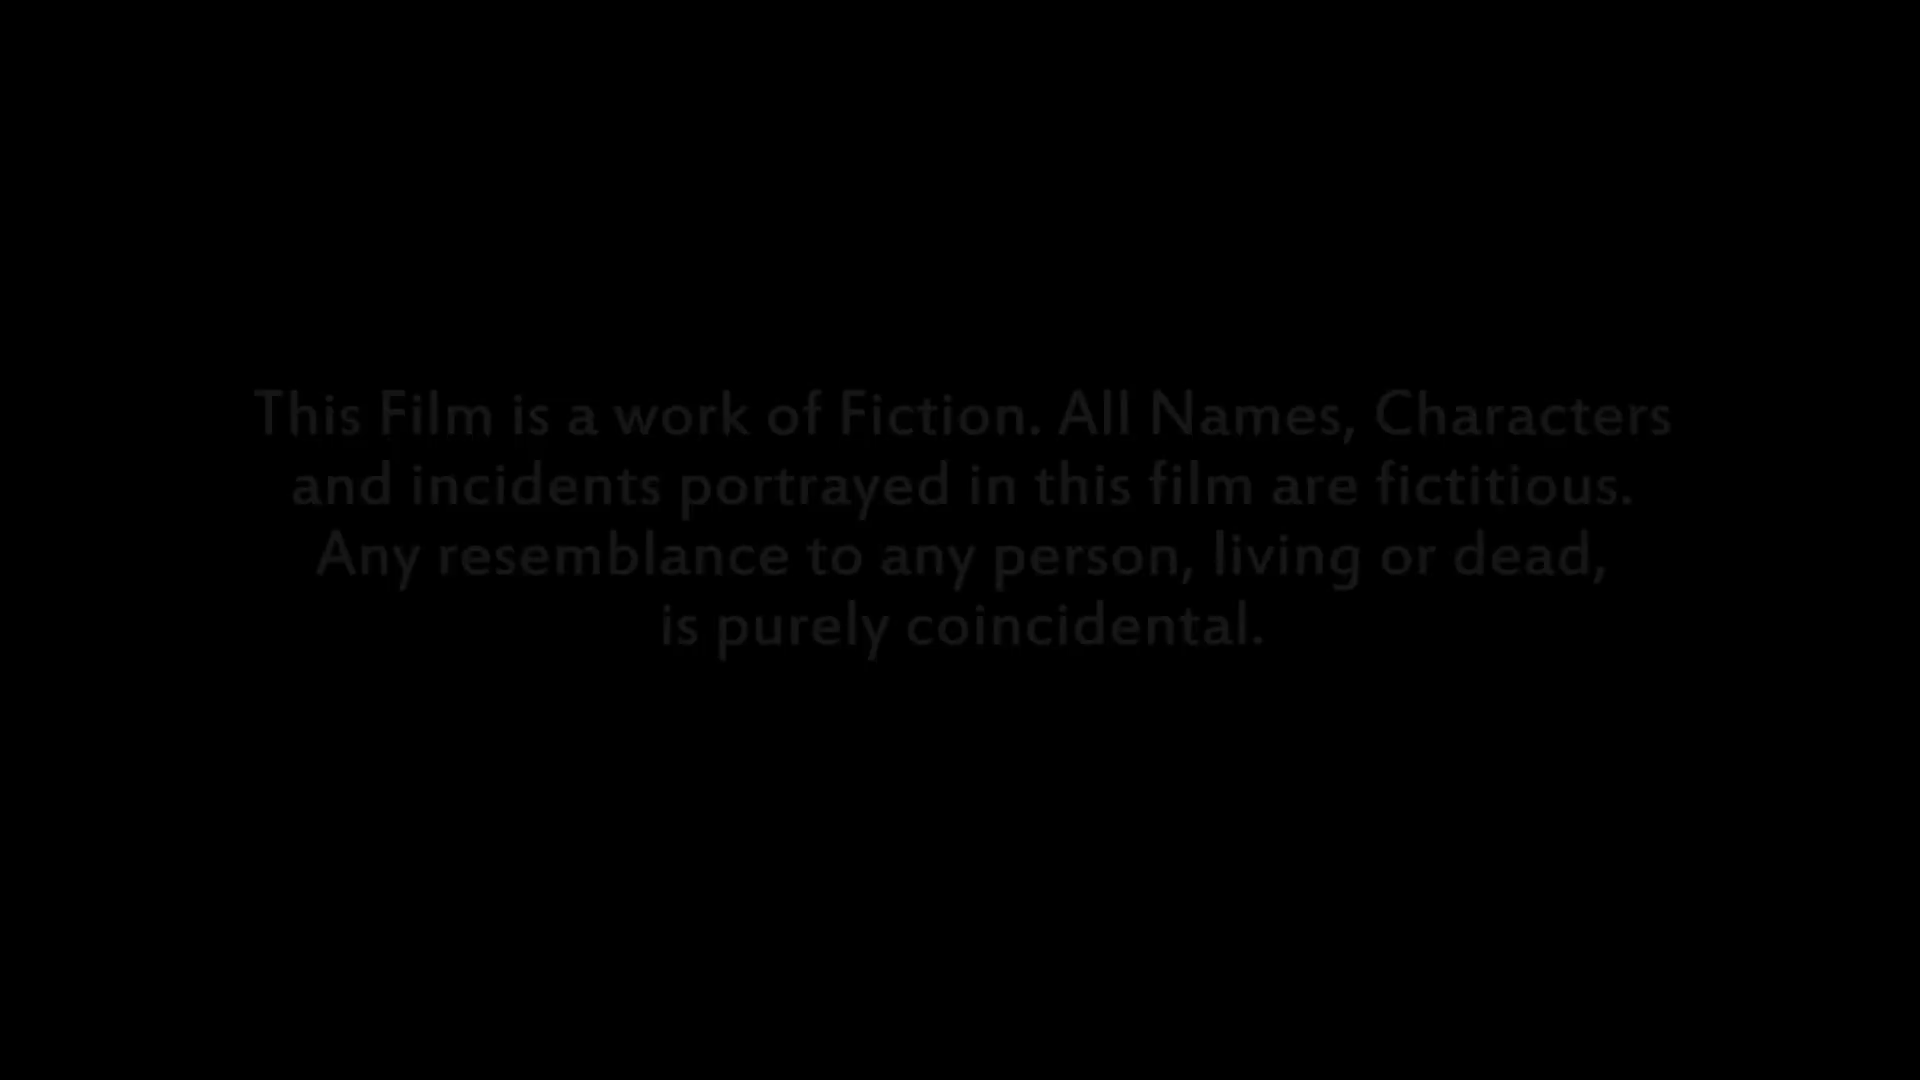 This Film is a work of Fiction. All Names, Characters
and incidents portrayed in this film are fictitious.
Any resemblance to any person, living or dead,
is purely coincidental.